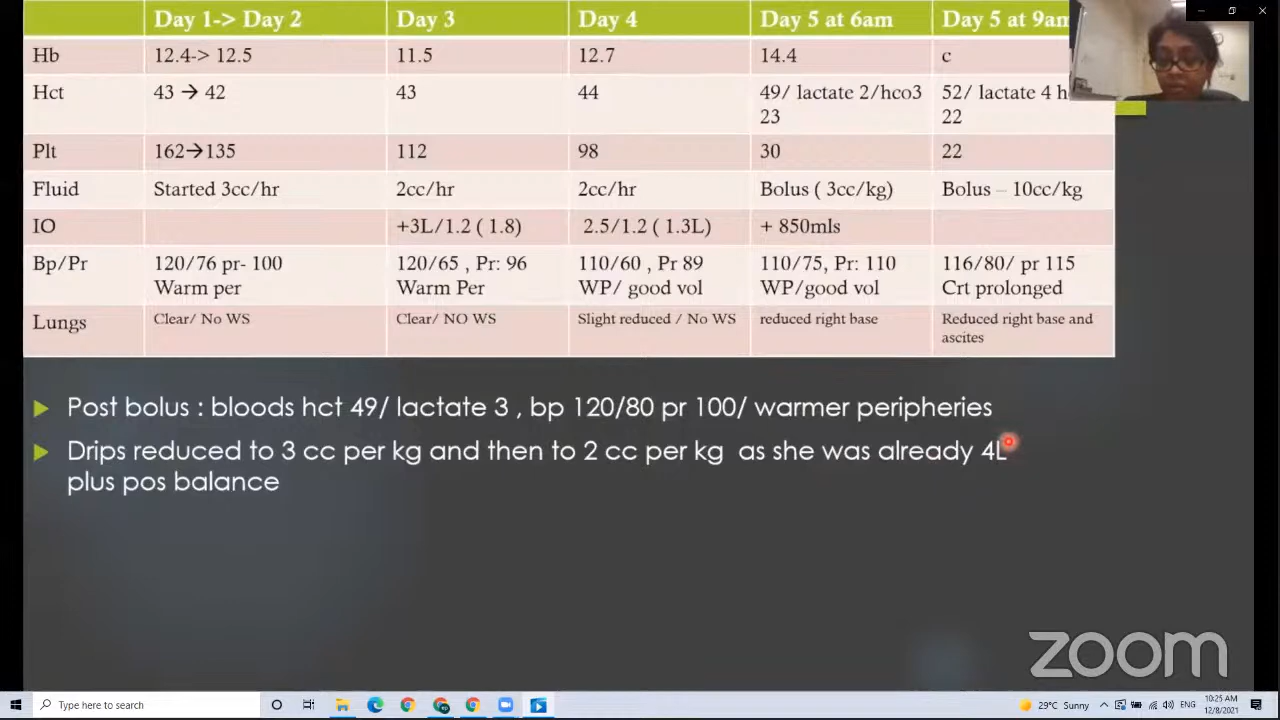 Day 1-> Day 2 Day 3 Day 4 Day 5 at 6am Day 5 at 9am
Hb 12.4-> 12.5 11.5 12.7 14.4 c
Hct 43 → 42 43 44 49/ lactate 2/hco3 52/ lactate 4
23 22
Plt 162→135 112 98 30 22
Fluid Started 3cc/hr 2cc/hr 2cc/hr Bolus ( 3cc/kg) Bolus – 10cc/kg
IO +3L/1.2 ( 1.8) 2.5/1.2 ( 1.3L) + 850mls
Bp/Pr 120/76 pr- 100 120/65 , Pr: 96 110/60 , Pr 89 110/75, Pr: 110 116/80/ pr 115
Warm per Warm Per WP/ good vol WP/good vol Crt prolonged
Lungs Clear/ No WS Clear/ NO WS Slight reduced / No WS reduced right base Reduced right base and
ascites
Post bolus : bloods hct 49/ lactate 3 , bp 120/80 pr 100/ warmer peripheries
Drips reduced to 3 cc per kg and then to 2 cc per kg as she was already 4L
plus pos balance
zoom
Type here to search
29°C Sunny
ENG
10:25 AM
12/8/2021